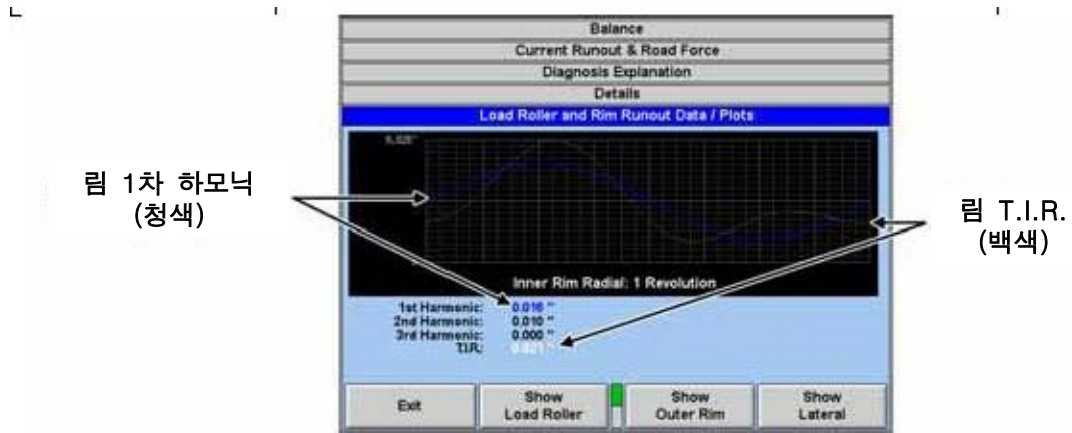 Balance
Current Runout & Road Force
Diagnosis Explanation
Details
Load Roller and Rim Runout Data / Plots
림 1차 하모닉
(청색)
림 T.I.R.
(백색)
Inner Rim Radial: 1 Revolution
1st Harmonic: 0.016 "
2nd Harmonic: 0.010 "
3rd Harmonic: 0.000 "
T.I.R.: 0.021 "
Exit
Show
Load Roller
Show
Outer Rim
Show
Lateral